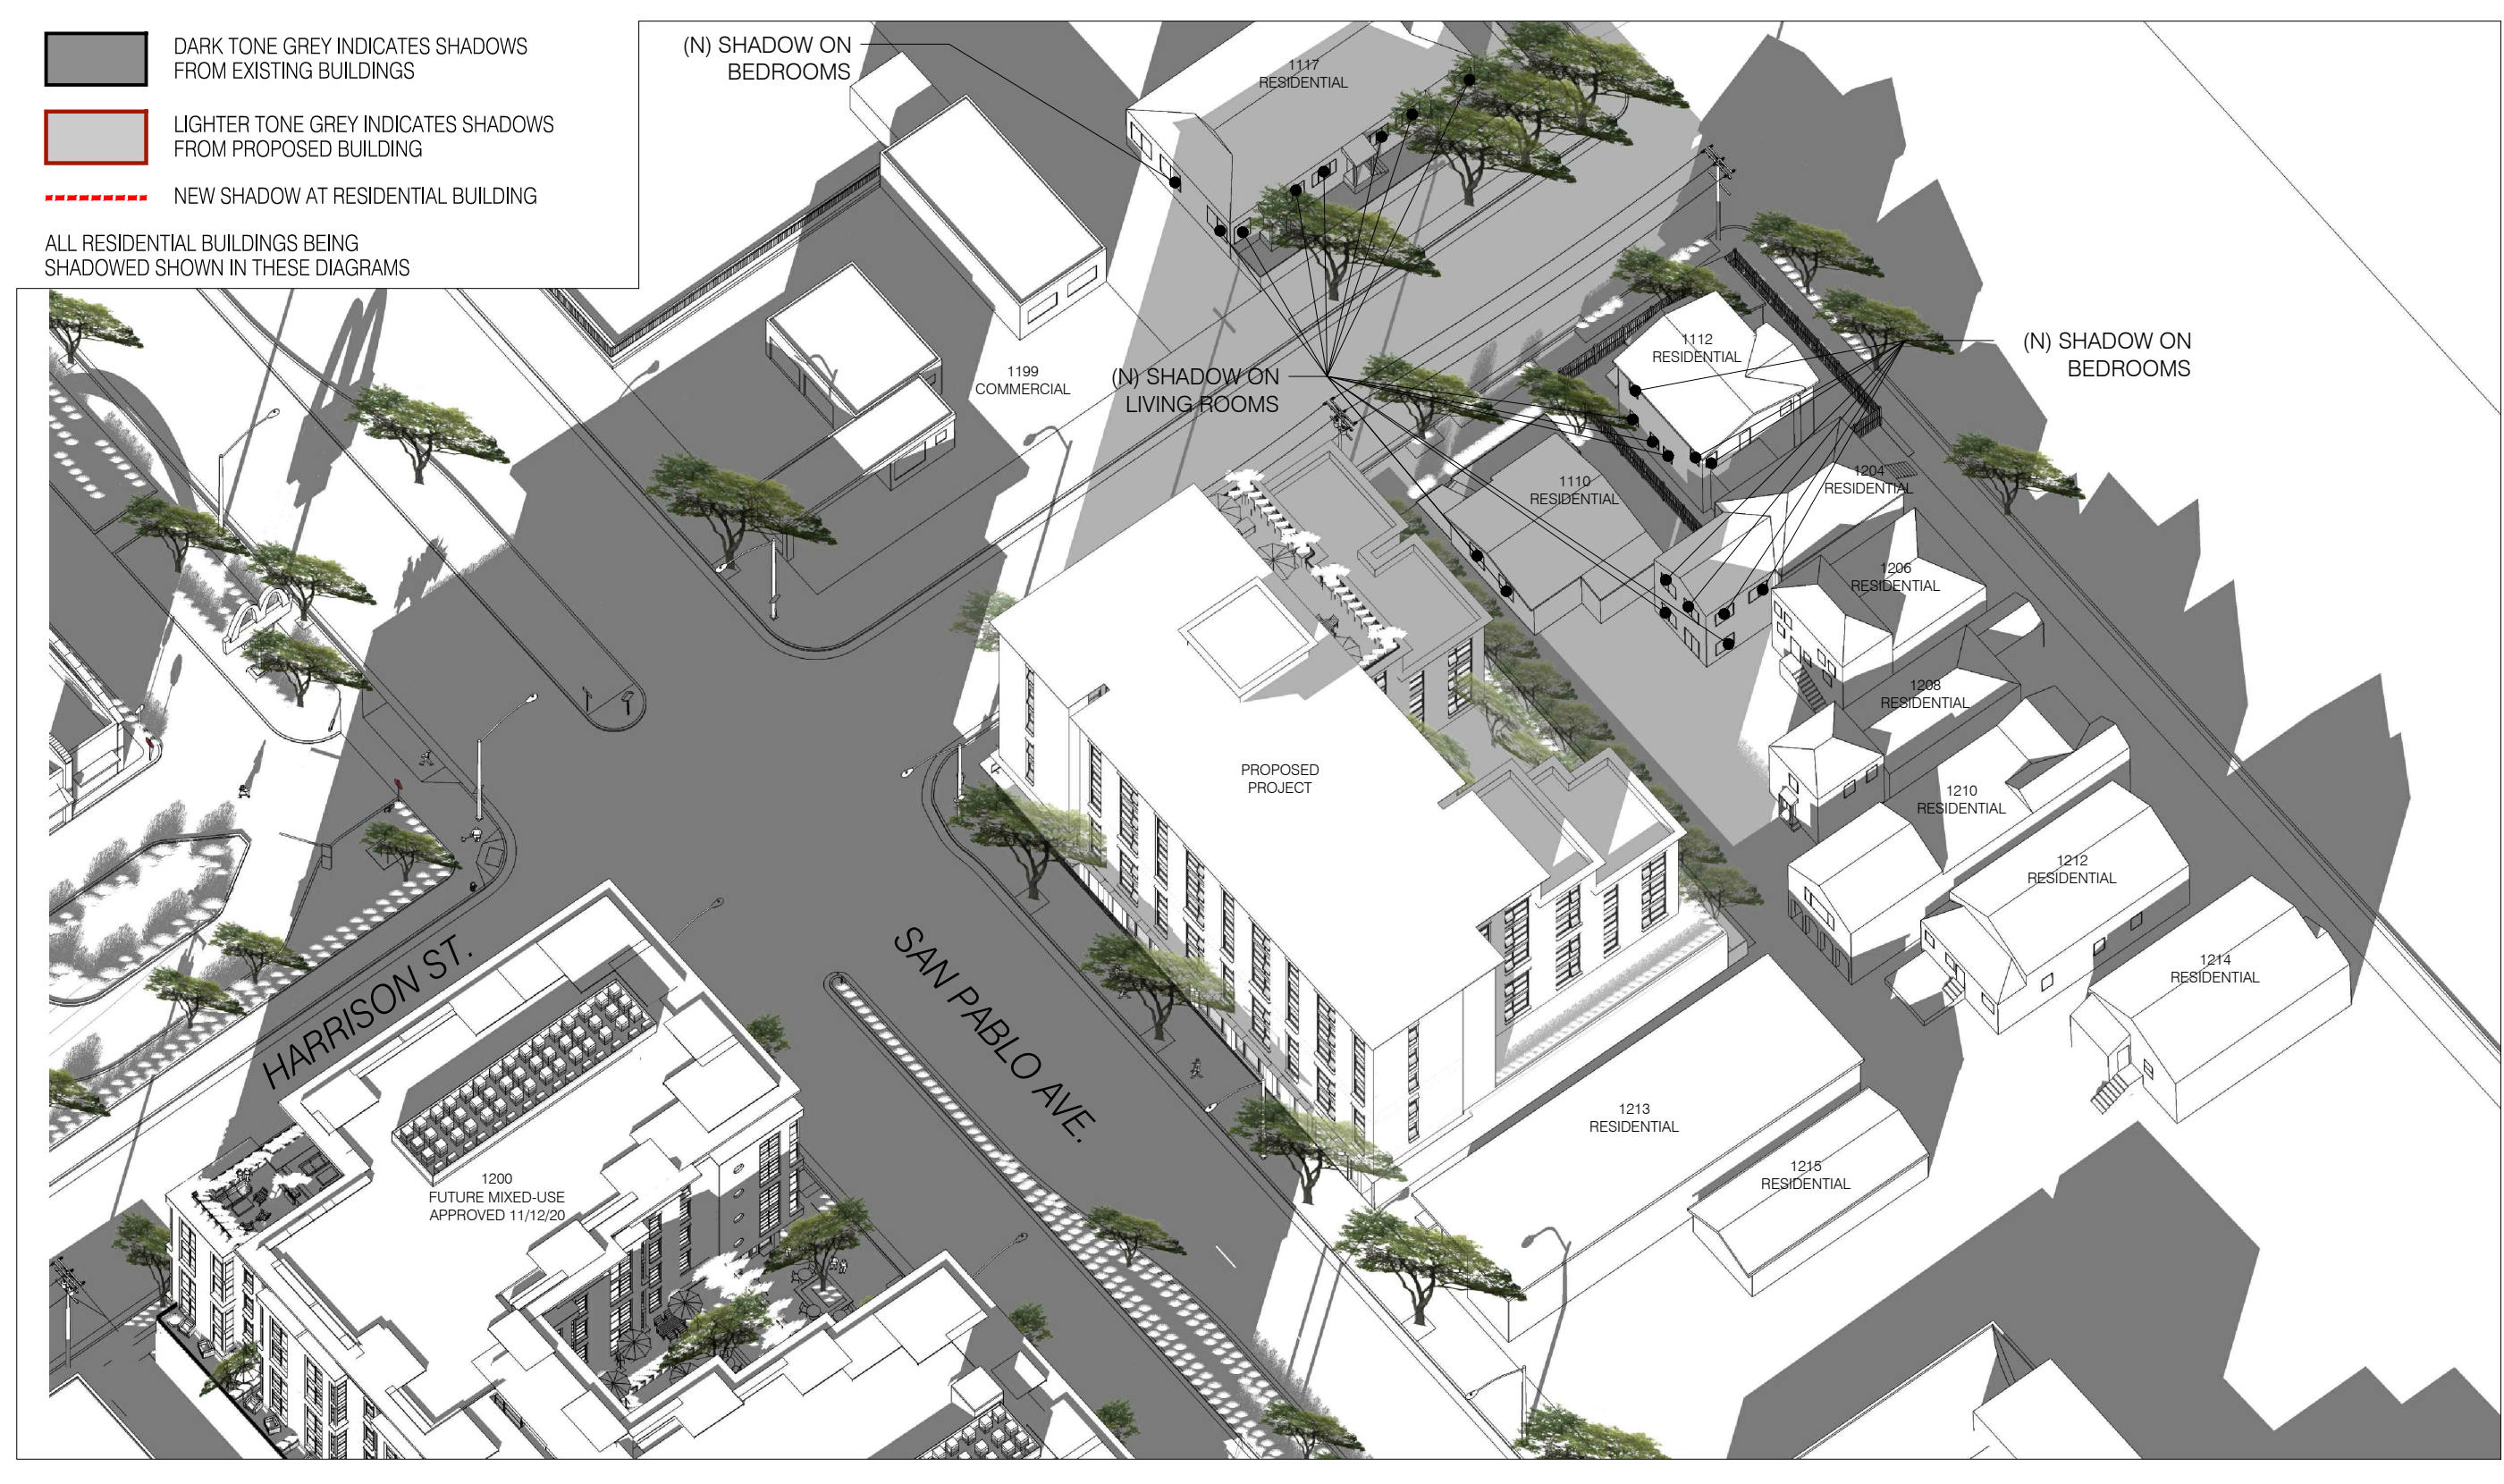 DARK TONE GREY INDICATES SHADOWS
FROM EXISTING BUILDINGS
LIGHTER TONE GREY INDICATES SHADOWS
FROM PROPOSED BUILDING
NEW SHADOW AT RESIDENTIAL BUILDING
ALL RESIDENTIAL BUILDINGS BEING
SHADOWED SHOWN IN THESE DIAGRAMS
(N) SHADOW ON
BEDROOMS
1117
RESIDENTIAL
1199
COMMERCIAL
(N) SHADOW ON
LIVING ROOMS
1112
RESIDENTIAL
(N) SHADOW ON
BEDROOMS
1110
RESIDENTIAL
1204
RESIDENTIAL
1206
RESIDENTIAL
1208
RESIDENTIAL
PROPOSED
PROJECT
1210
RESIDENTIAL
1212
RESIDENTIAL
1214
RESIDENTIAL
HARRISON ST.
SAN PABLO AVE.
1213
RESIDENTIAL
1215
RESIDENTIAL
1200
FUTURE MIXED-USE
APPROVED 11/12/20